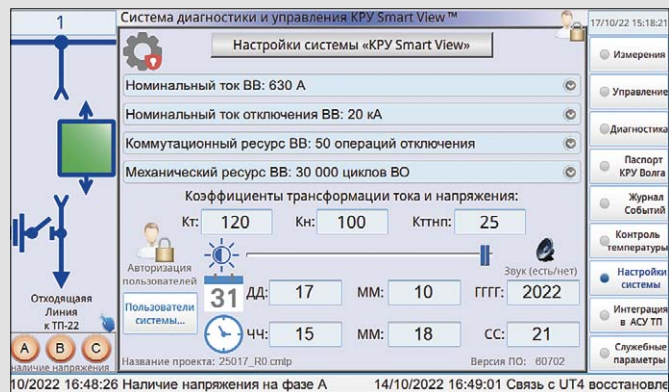 1
Система диагностики и управления КРУ Smart View™
17/10/22 15:18:21
Настройки системы «КРУ Smart View»
Номинальный ток ВВ: 630 А
Номинальный ток отключения ВВ: 20 кА
Коммутационный ресурс ВВ: 50 операций отключения
Механический ресурс ВВ: 30 000 циклов ВО
Коэффициенты трансформации тока и напряжения:
Кт: 120 Кн: 100 Кттнп: 25
Авторизация
пользователей
Звук (есть/нет)
31 ДД: 17 ММ: 10 ГГГГ: 2022
Пользователи
системы...
ЧЧ: 15 ММ: 18 СС: 21
Название проекта: 25017_R0.cmtp
Версия ПО: 60702
Отходящая
Линия
к ТП-22
А В С
наличие напряжения
Измерения
Управление
Диагностика
Паспорт
КРУ Волга
Журнал
Событий
Контроль
температуры
Настройки
системы
Интеграция
в АСУ ТП
Служебные
параметры
10/2022 16:48:26 Наличие напряжения на фазе А 14/10/2022 16:49:01 Связь с UT4 восстановле